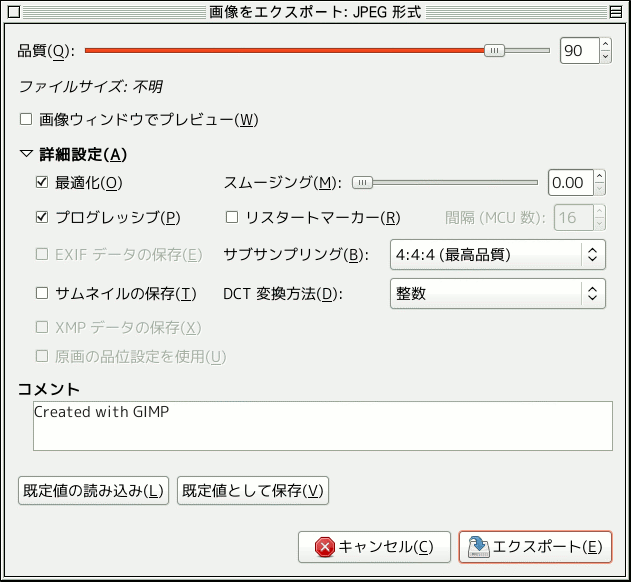 画像をエクスポート: JPEG 形式
品質(Q): 90
ファイルサイズ: 不明
画像ウィンドウでプレビュー(W)
詳細設定(A)
最適化(O) スムージング(M): 0.00
プログレッシブ(P) リスタートマーカー(R) 間隔 (MCU 数): 16
EXIF データの保存(E) サブサンプリング(B): 4:4:4 (最高品質)
サムネイルの保存(T) DCT 変換方法(D): 整数
XMP データの保存(X)
原画の品位設定を使用(U)
コメント
Created with GIMP
既定値の読み込み(L) 既定値として保存(V)
キャンセル(C) エクスポート(E)